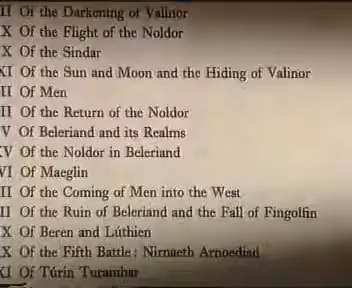 II Of the Darkening of Valinor
X Of the Flight of the Noldor
X Of the Sindar
XI Of the Sun and Moon and the Hiding of Valinor
II Of Men
II Of the Return of the Noldor
V Of Beleriand and its Realms
XV Of the Noldor in Beleriand
VI Of Maeglin
II Of the Coming of Men into the West
II Of the Ruin of Beleriand and the Fall of Fingolfin
X Of Beren and Lúthien
X Of the Fifth Battle: Nirnaeth Arnoediad
XI Of Túrin Turambar